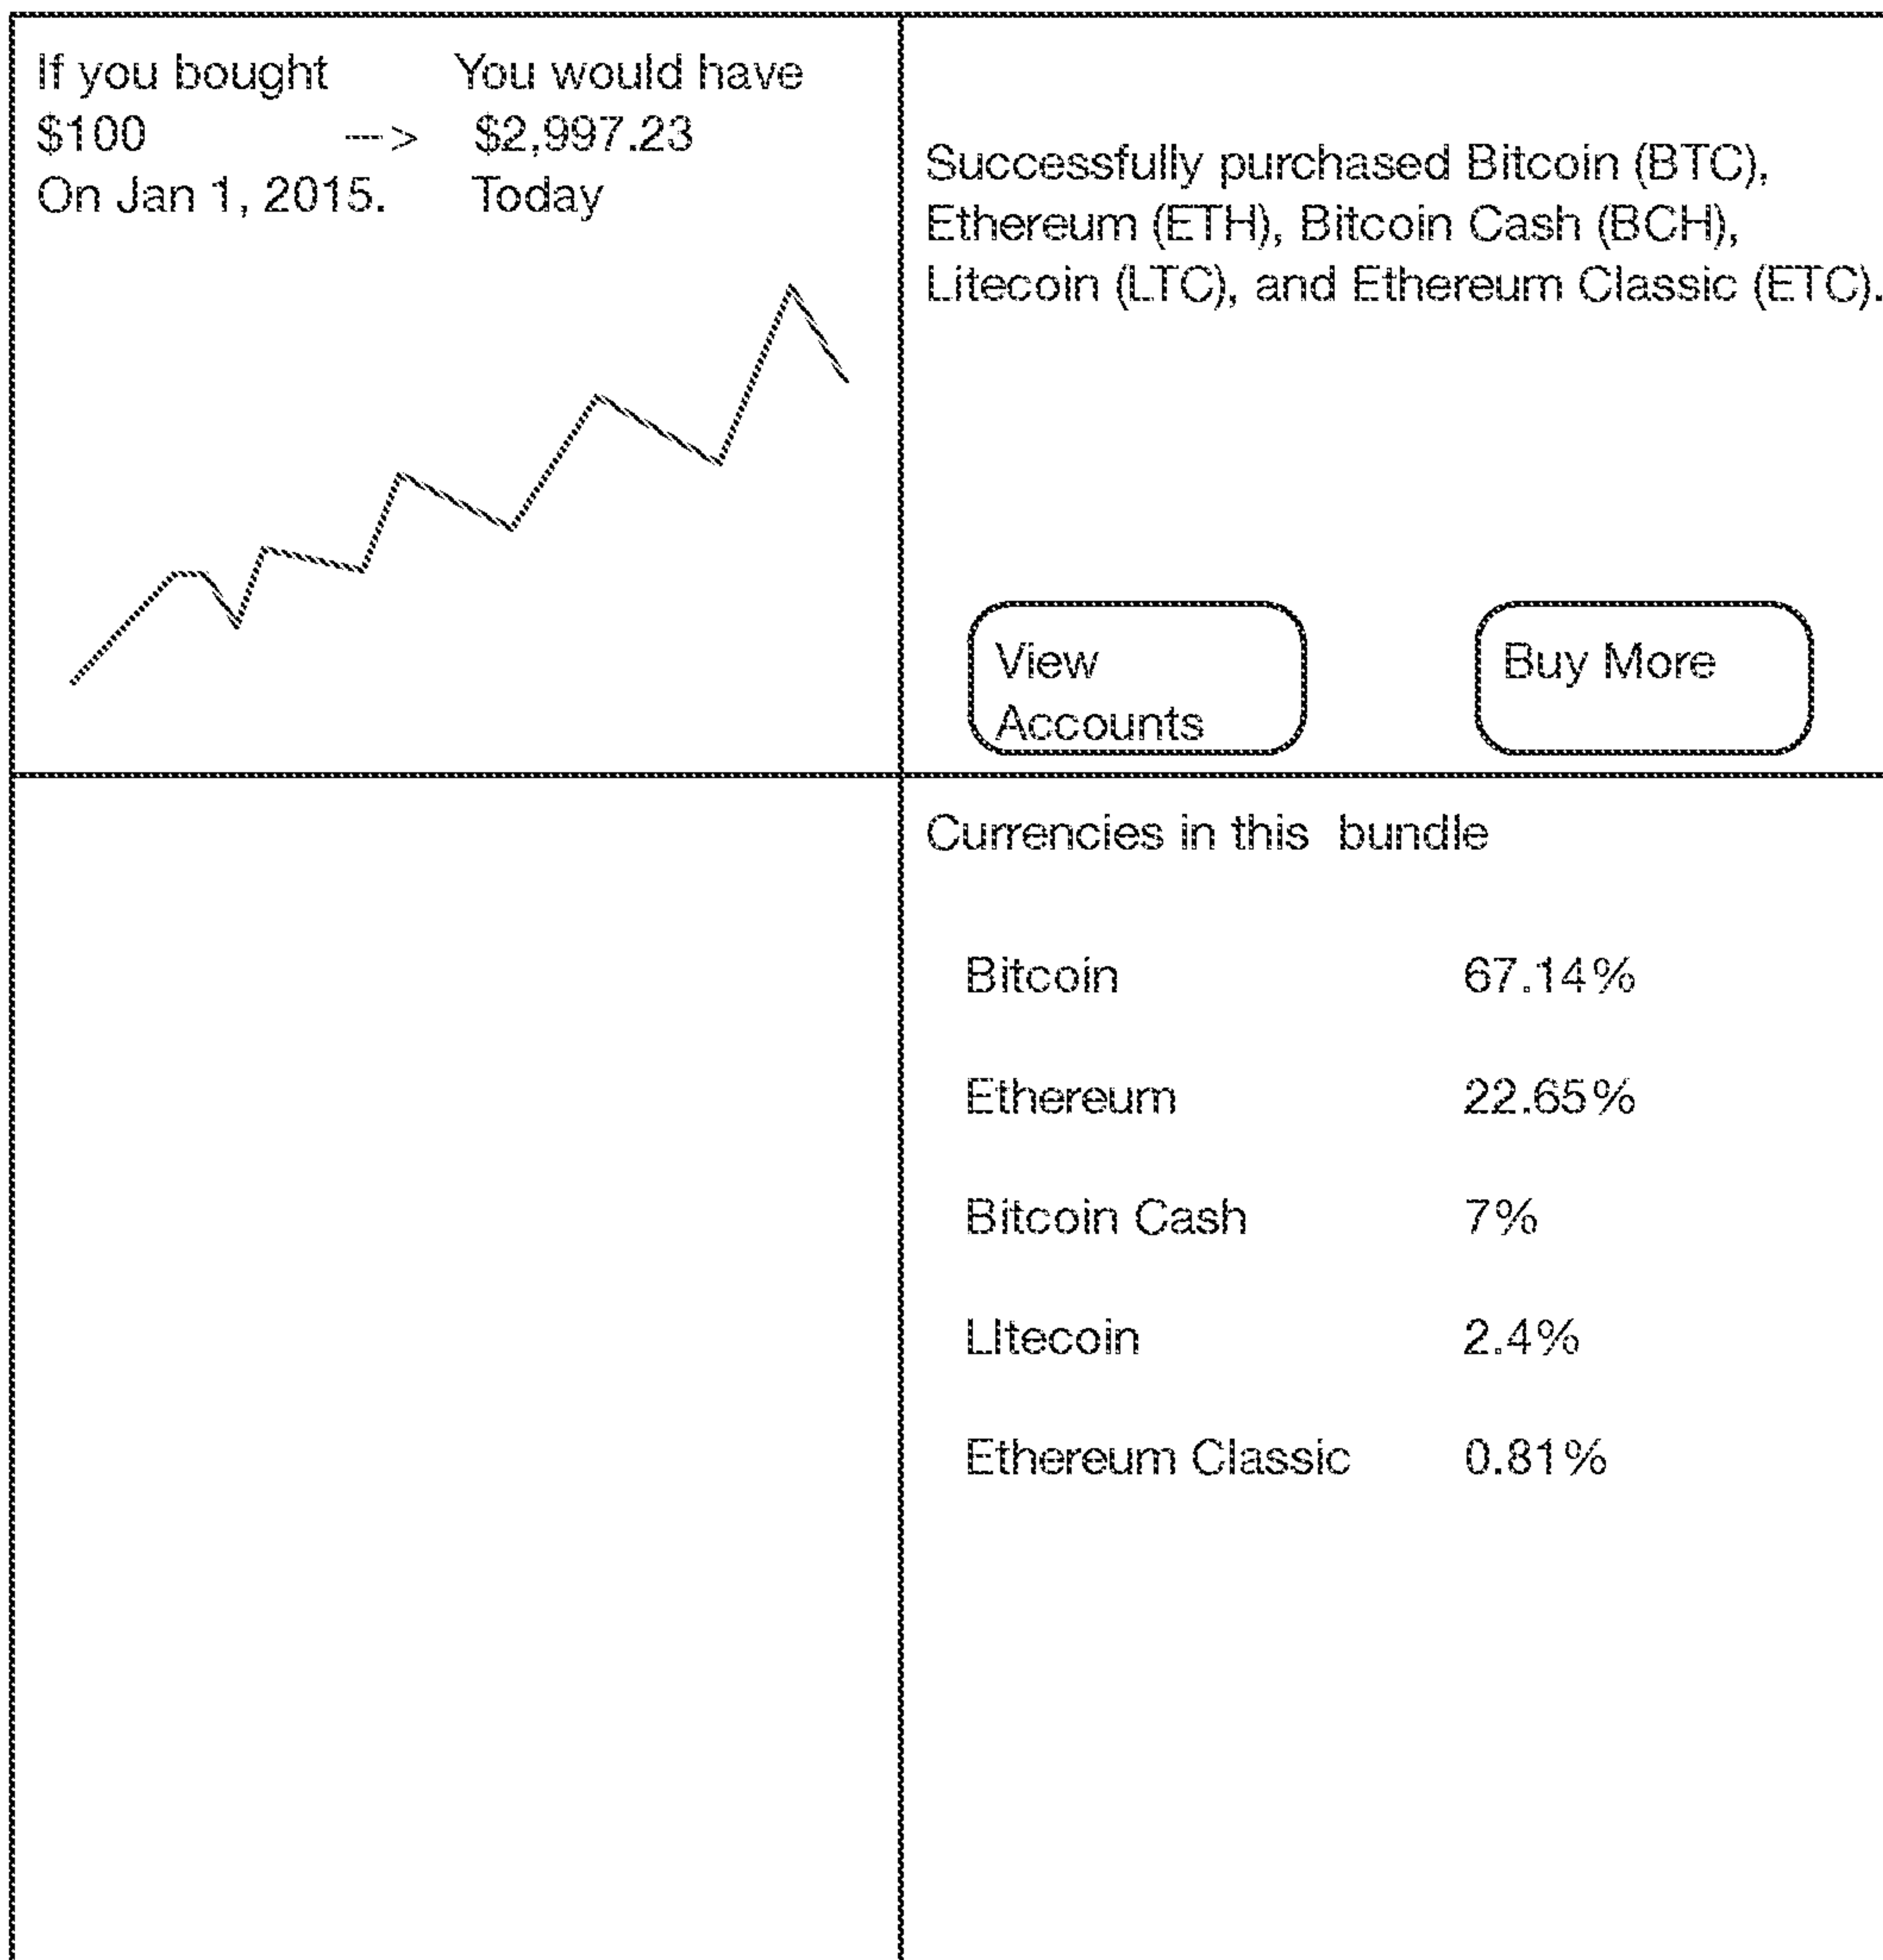 If you bought You would have
$100 ---> $2,997.23
On Jan 1, 2015. Today
Successfully purchased Bitcoin (BTC),
Ethereum (ETH), Bitcoin Cash (BCH),
Litecoin (LTC), and Ethereum Classic (ETC).
View
Accounts
Buy More
Currencies in this bundle
Bitcoin 67.14%
Ethereum 22.65%
Bitcoin Cash 7%
LItecoin 2.4%
Ethereum Classic 0.81%